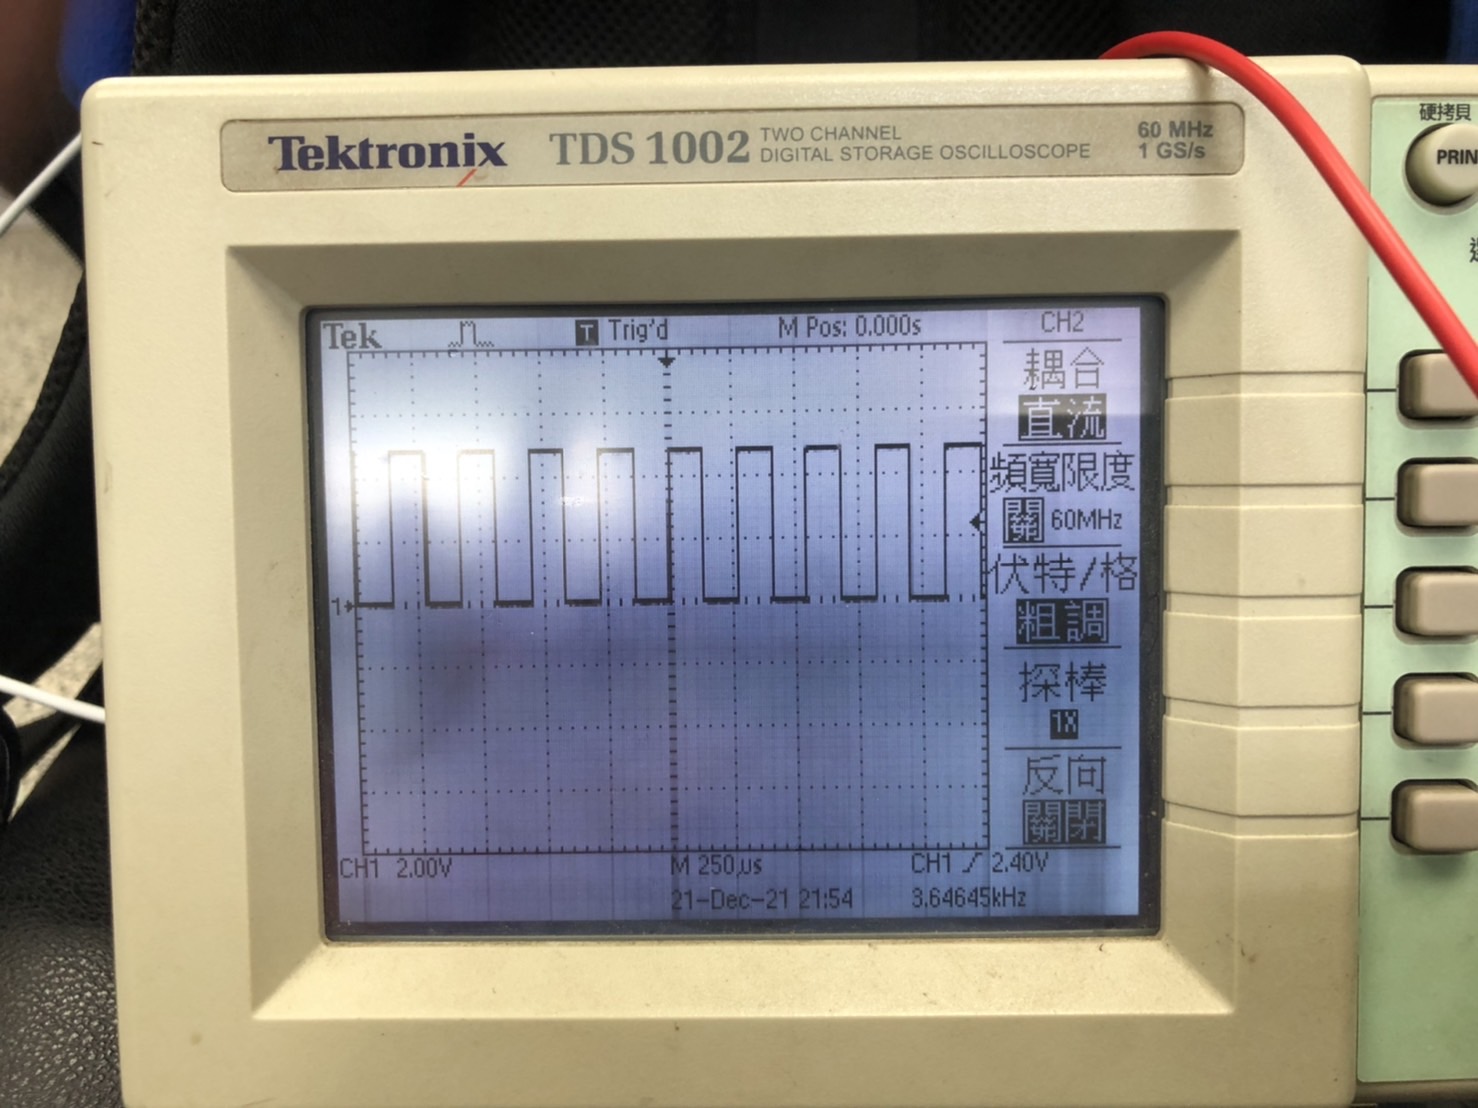 Tektronix TDS 1002 TWO CHANNEL DIGITAL STORAGE OSCILLOSCOPE
60 MHz
1 GS/s
硬拷貝
PRIN
Tek T Trig'd M Pos: 0.000s CH2
耦合
直流
頻寬限度
關 60MHz
伏特/格
粗調
探棒
1X
反向
關閉
1
CH1 2.00V M 250µs CH1 2.40V
21-Dec-21 21:54 3.64645kHz